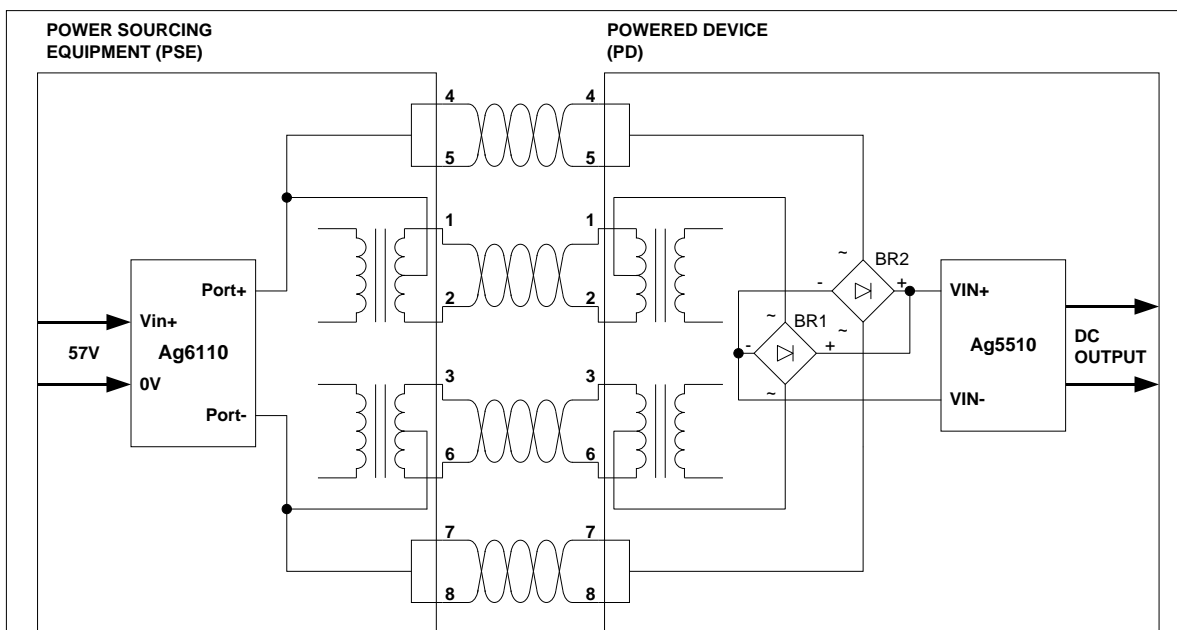 POWER SOURCING
EQUIPMENT (PSE)
POWERED DEVICE
(PD)
4
4
5
5
1
1
2
2
3
3
6
6
7
7
8
8
Port+
Vin+
57V
Ag6110
0V
Port-
~
BR2
-
+
~
~
BR1
-
+
~
VIN+
Ag5510
VIN-
DC
OUTPUT